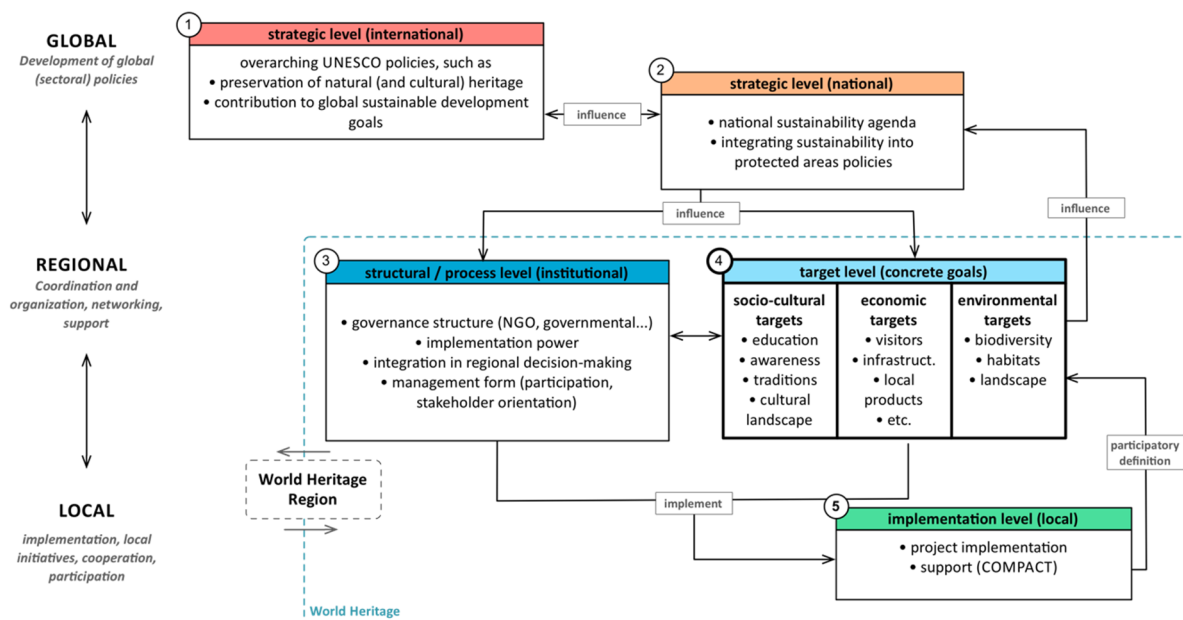 GLOBAL
Development of global
(sectoral) policies
REGIONAL
Coordination and
organization, networking,
support
LOCAL
implementation, local
initiatives, cooperation,
participation
1
strategic level (international)
overarching UNESCO policies, such as
• preservation of natural (and cultural) heritage
• contribution to global sustainable development
goals
influence
2
strategic level (national)
• national sustainability agenda
• integrating sustainability into
protected areas policies
influence
influence
3
structural / process level (institutional)
• governance structure (NGO, governmental...)
• implementation power
• integration in regional decision-making
• management form (participation,
stakeholder orientation)
4
target level (concrete goals)
socio-cultural
targets
• education
• awareness
• traditions
• cultural
landscape
economic
targets
• visitors
• infrastruct.
• local
products
• etc.
environmental
targets
• biodiversity
• habitats
• landscape
participatory
definition
World Heritage
Region
implement
5
implementation level (local)
• project implementation
• support (COMPACT)
World Heritage